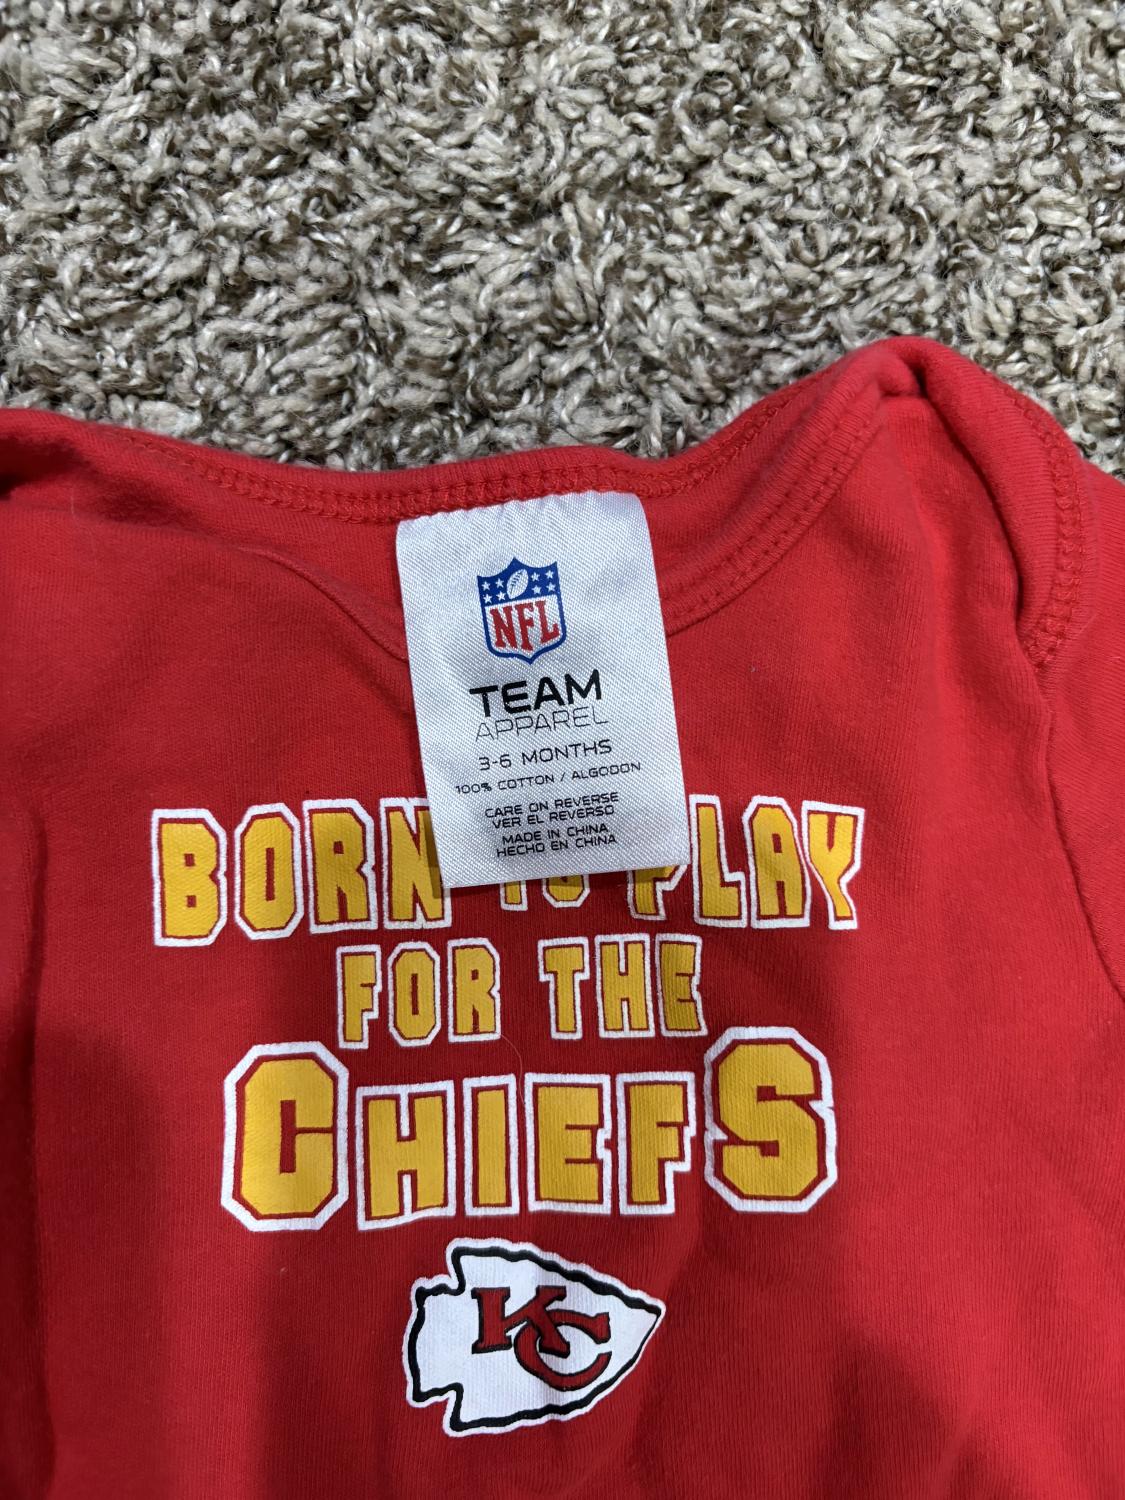 NFL
TEAM
APPAREL
3-6 MONTHS
100% COTTON / ALGODON
CARE ON REVERSE
VER EL REVERSO
MADE IN CHINA
HECHO EN CHINA
BORN TO PLAY
FOR THE
CHIEFS
KC